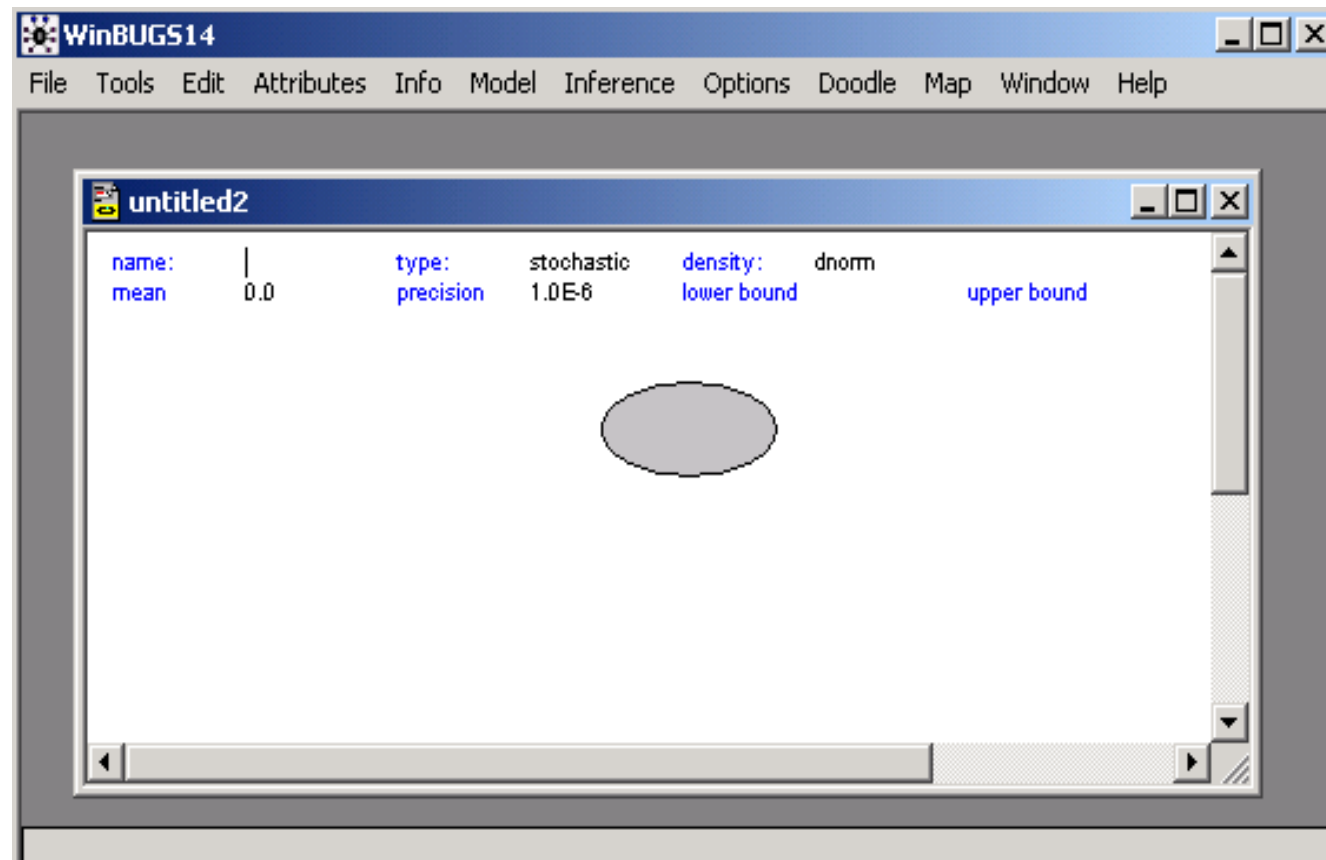 WinBUGS14
File Tools Edit Attributes Info Model Inference Options Doodle Map Window Help
untitled2
name: type: stochastic density: dnorm
mean 0.0 precision 1.0E-6 lower bound upper bound